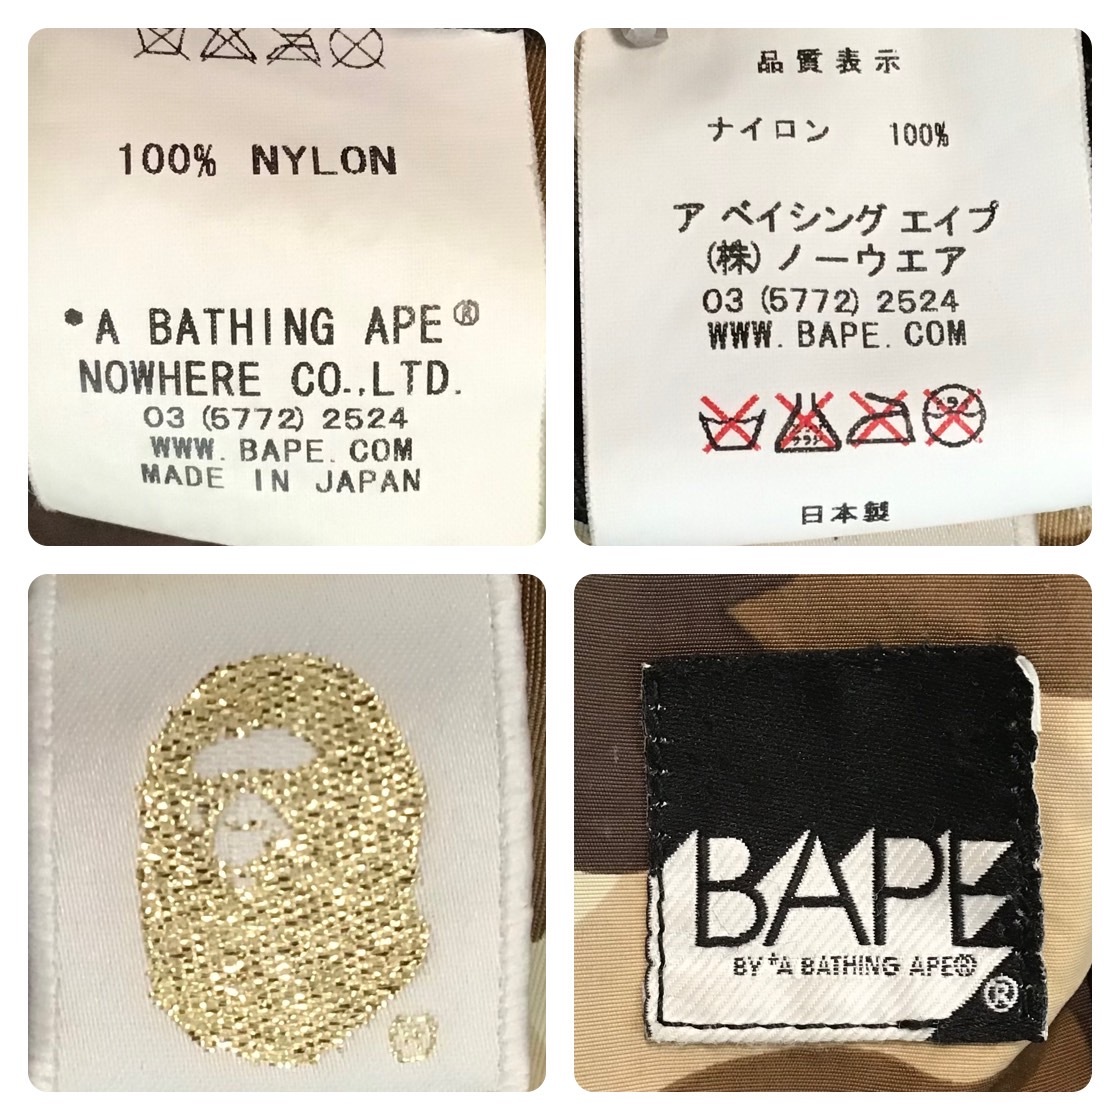 100% NYLON
*A BATHING APE®
NOWHERE CO.,LTD.
03 (5772) 2524
WWW. BAPE. COM
MADE IN JAPAN
品質表示
ナイロン 100%
ア ベイシング エイプ
(株) ノーウエア
03 (5772) 2524
WWW. BAPE. COM
日本製
BAPE
BY *A BATHING APE®
®